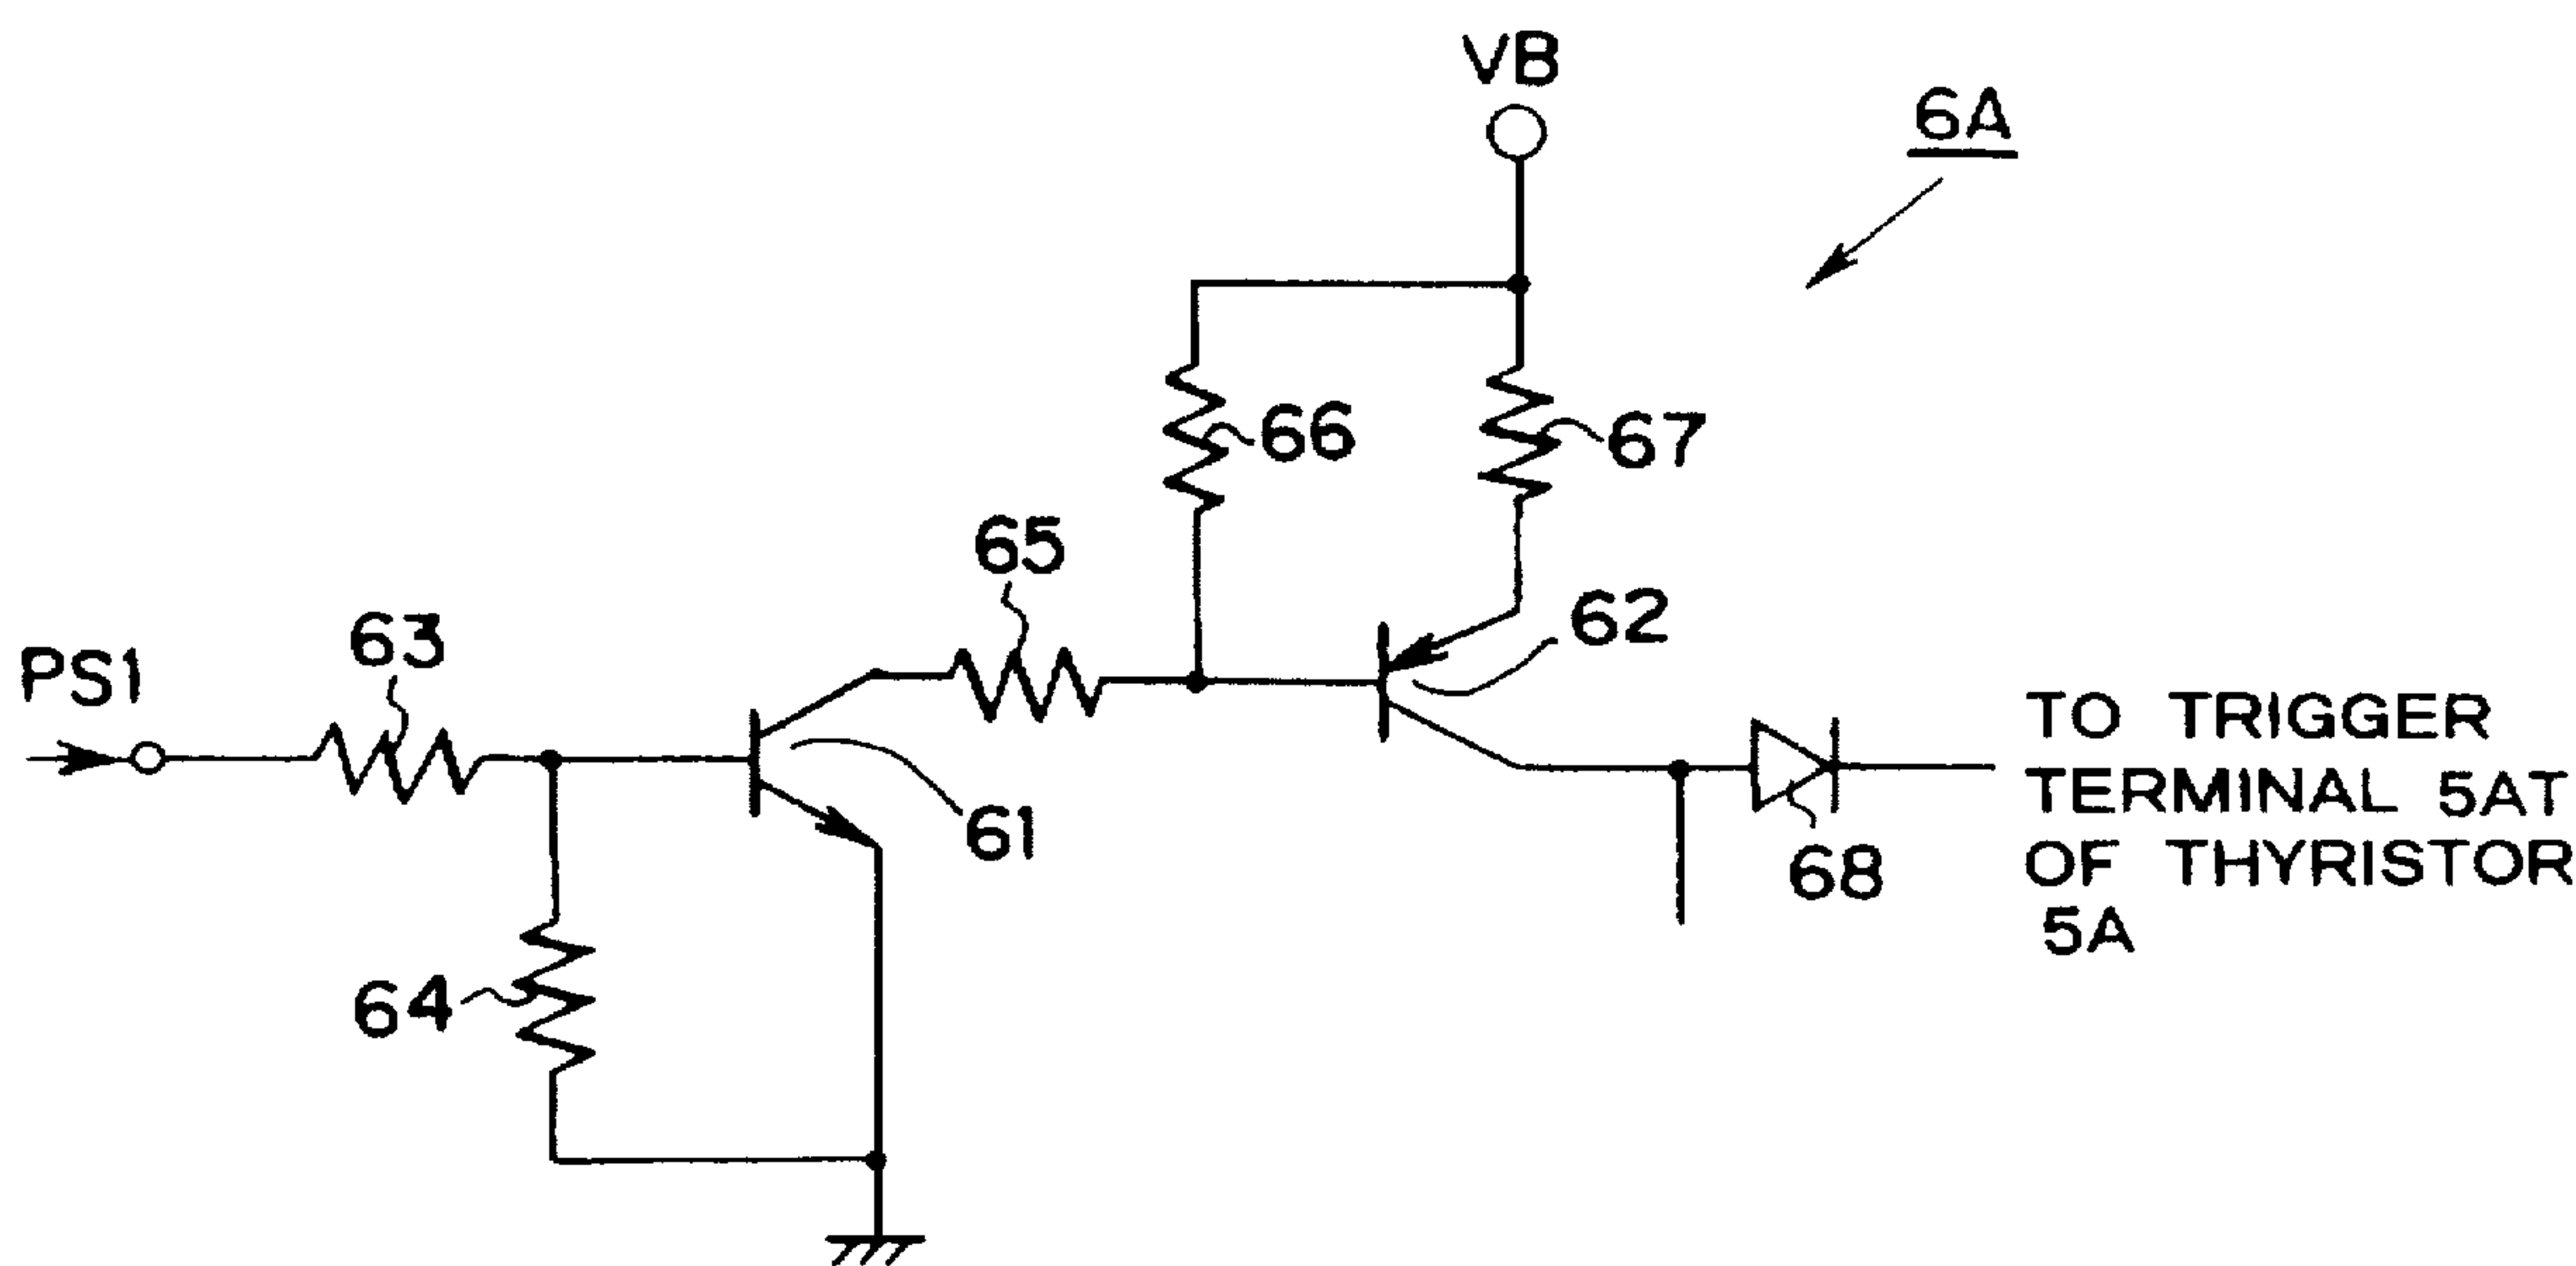 VB
6A
66
67
65
62
63
PS1
61
64
68
TO TRIGGER
TERMINAL 5AT
OF THYRISTOR
5A